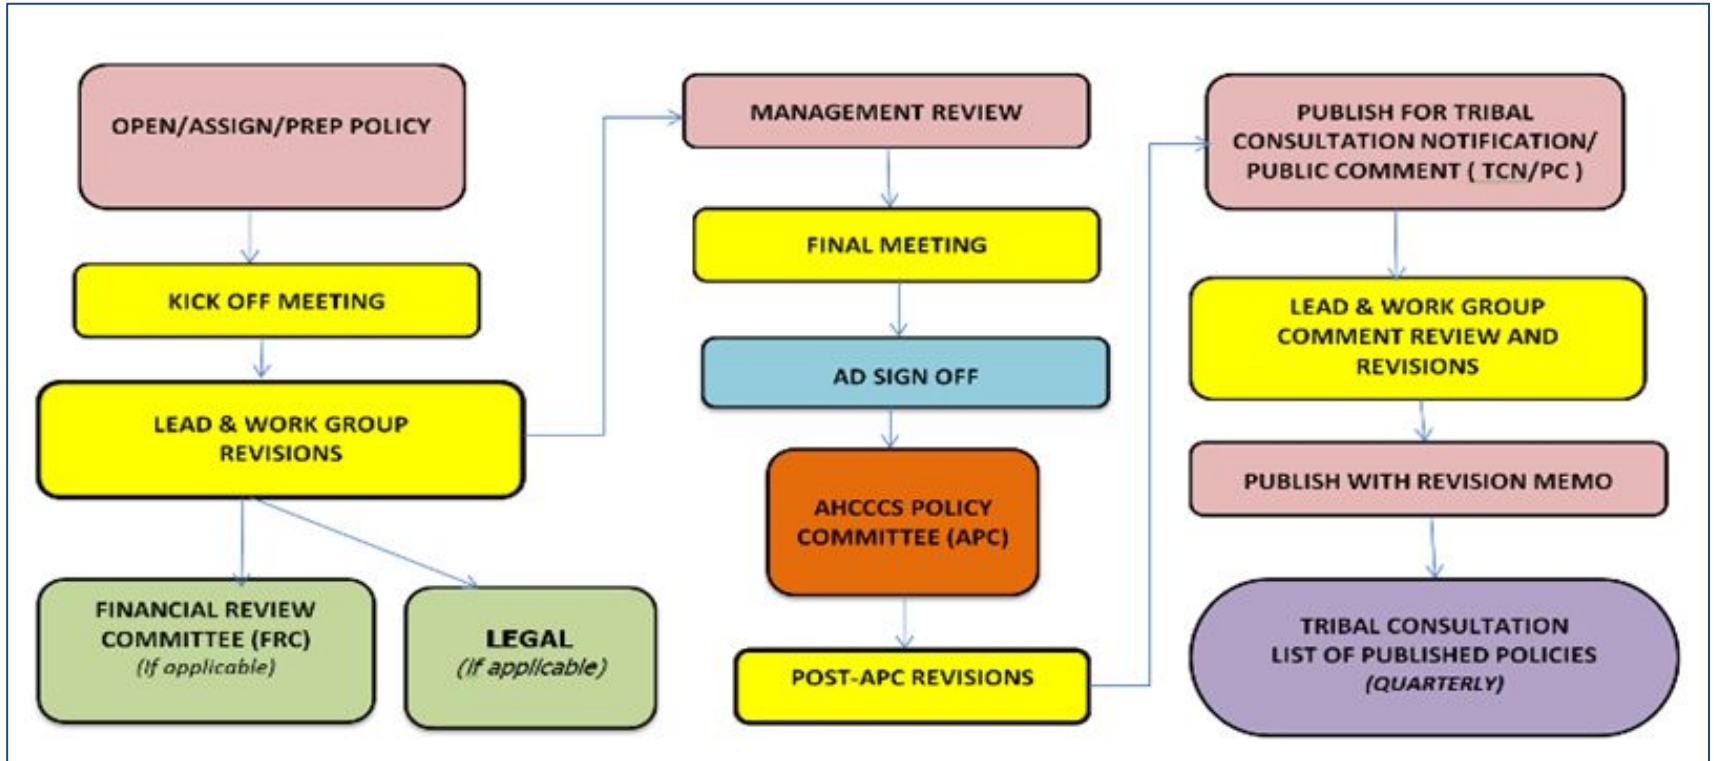 OPEN/ASSIGN/PREP POLICY
KICK OFF MEETING
LEAD & WORK GROUP
REVISIONS
FINANCIAL REVIEW
COMMITTEE (FRC)
(If applicable)
LEGAL
(if applicable)
MANAGEMENT REVIEW
FINAL MEETING
AD SIGN OFF
AHCCCS POLICY
COMMITTEE (APC)
POST-APC REVISIONS
PUBLISH FOR TRIBAL
CONSULTATION NOTIFICATION/
PUBLIC COMMENT ( TCN/PC )
LEAD & WORK GROUP
COMMENT REVIEW AND
REVISIONS
PUBLISH WITH REVISION MEMO
TRIBAL CONSULTATION
LIST OF PUBLISHED POLICIES
(QUARTERLY)